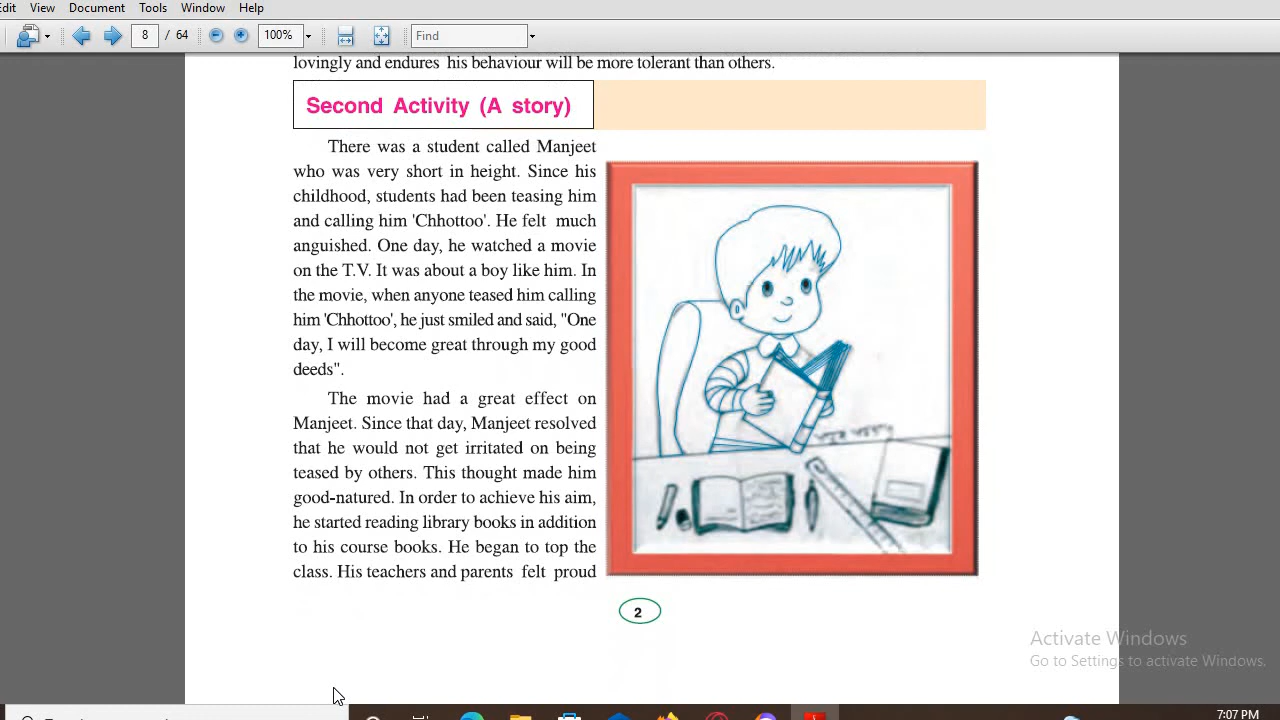 Edit View Document Tools Window Help
8 / 64 100% Find
lovingly and endures his behaviour will be more tolerant than others.
Second Activity (A story)
There was a student called Manjeet
who was very short in height. Since his
childhood, students had been teasing him
and calling him 'Chhottoo'. He felt much
anguished. One day, he watched a movie
on the T.V. It was about a boy like him. In
the movie, when anyone teased him calling
him 'Chhottoo', he just smiled and said, "One
day, I will become great through my good
deeds".
The movie had a great effect on
Manjeet. Since that day, Manjeet resolved
that he would not get irritated on being
teased by others. This thought made him
good-natured. In order to achieve his aim,
he started reading library books in addition
to his course books. He began to top the
class. His teachers and parents felt proud
2
Activate Windows
Go to Settings to activate Windows.
7:07 PM